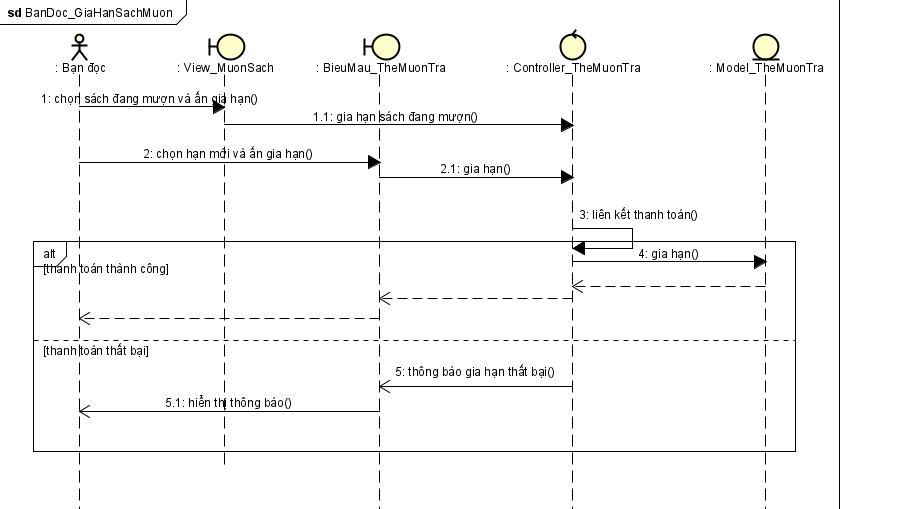 sd BanDoc_GiaHanSachMuon
: Bạn đọc
: View_MuonSach
: BieuMau_TheMuonTra
: Controller_TheMuonTra
: Model_TheMuonTra
1: chọn sách đang mượn và ấn gia hạn()
1.1: gia hạn sách đang mượn()
2: chọn hạn mới và ấn gia hạn()
2.1: gia hạn()
3: liên kết thanh toán()
alt
4: gia hạn()
[thanh toán thành công]
[thanh toán thất bại]
5: thông báo gia hạn thất bại()
5.1: hiển thị thông báo()